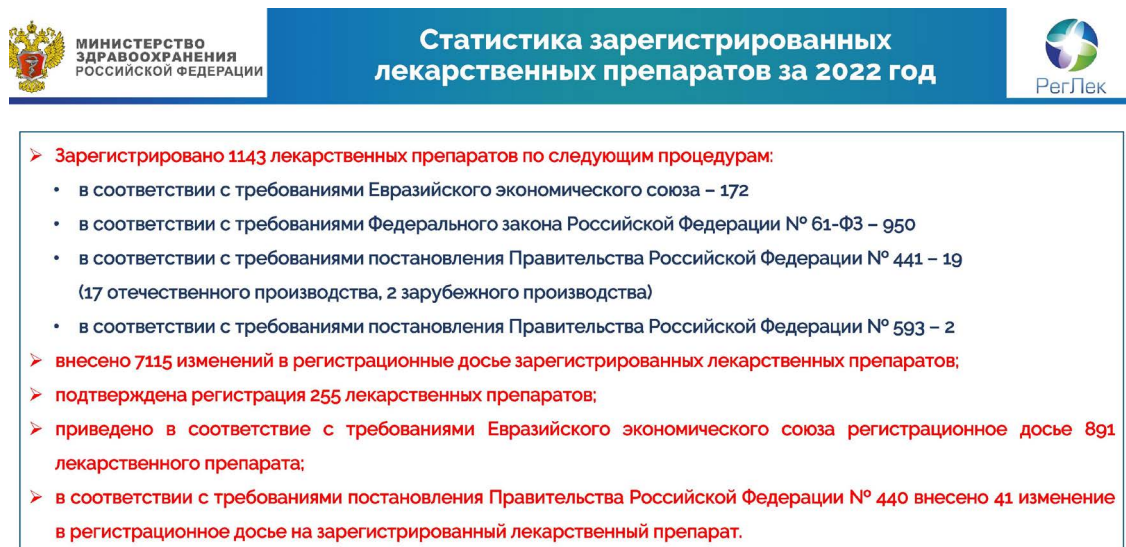 МИНИСТЕРСТВО
ЗДРАВООХРАНЕНИЯ
РОССИЙСКОЙ ФЕДЕРАЦИИ
Статистика зарегистрированных
лекарственных препаратов за 2022 год
РегЛек
➢ Зарегистрировано 1143 лекарственных препаратов по следующим процедурам:
• в соответствии с требованиями Евразийского экономического союза – 172
• в соответствии с требованиями Федерального закона Российской Федерации № 61-ФЗ – 950
• в соответствии с требованиями постановления Правительства Российской Федерации № 441 – 19
(17 отечественного производства, 2 зарубежного производства)
• в соответствии с требованиями постановления Правительства Российской Федерации № 593 – 2
➢ внесено 7115 изменений в регистрационные досье зарегистрированных лекарственных препаратов;
➢ подтверждена регистрация 255 лекарственных препаратов;
➢ приведено в соответствие с требованиями Евразийского экономического союза регистрационное досье 891
лекарственного препарата;
➢ в соответствии с требованиями постановления Правительства Российской Федерации № 440 внесено 41 изменение
в регистрационное досье на зарегистрированный лекарственный препарат.